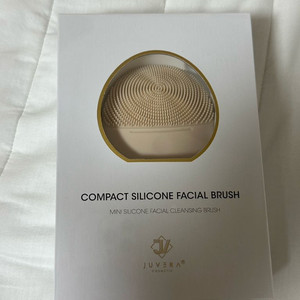 COMPACT SILICONE FACIAL BRUSH
MINI SILICONE FACIAL CLEANSING BRUSH
JUVERA®